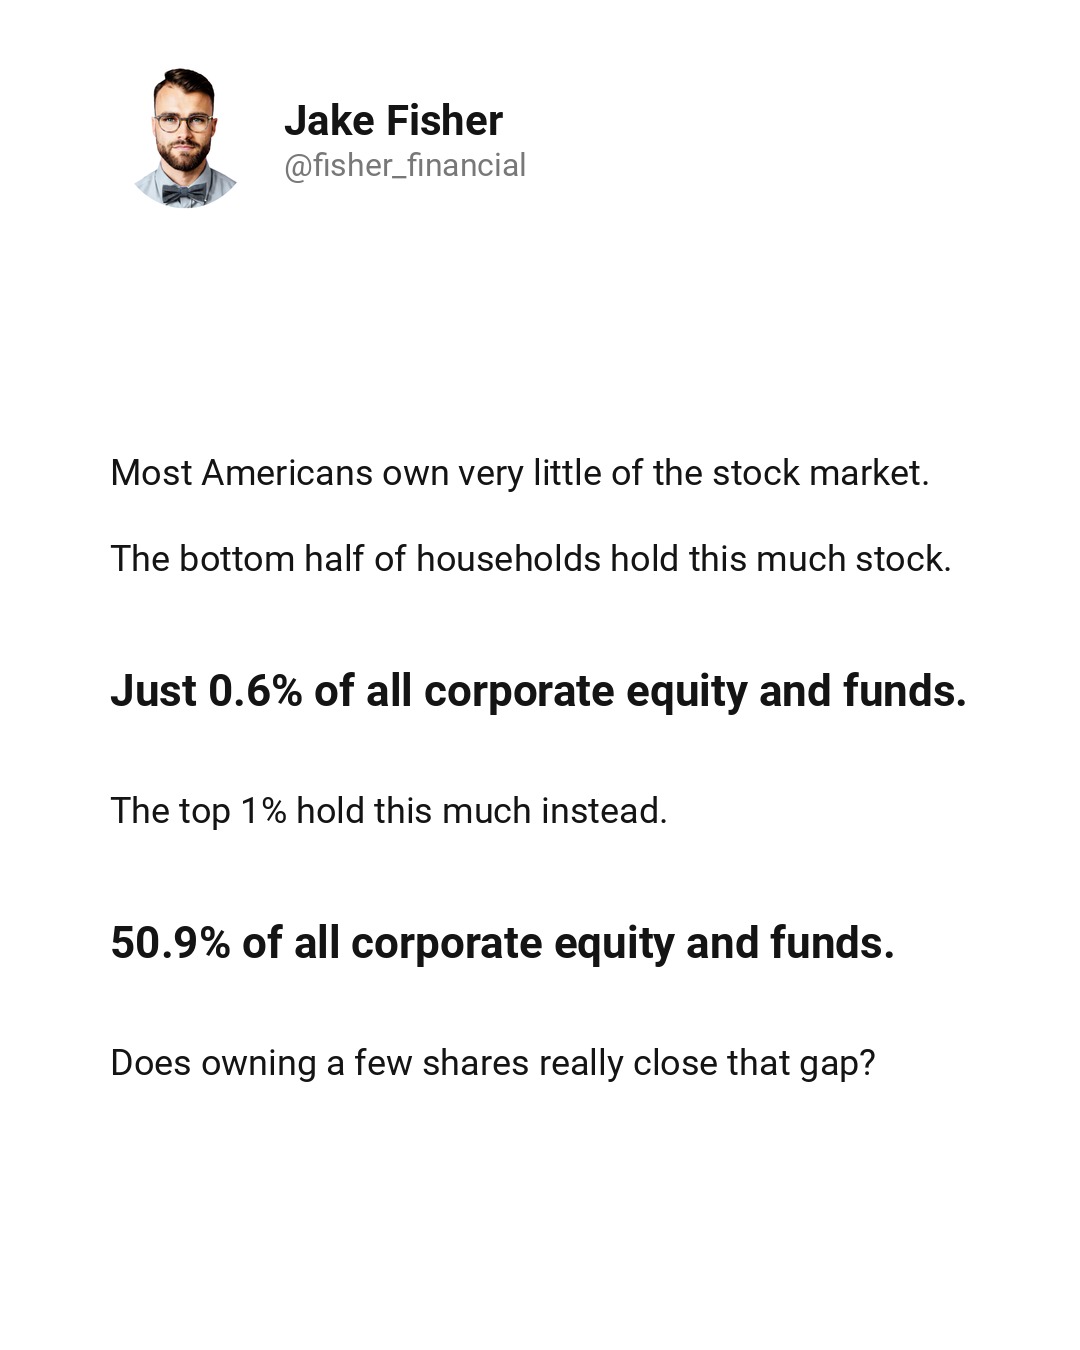 Jake Fisher
@fisher_financial
Most Americans own very little of the stock market.
The bottom half of households hold this much stock.
Just 0.6% of all corporate equity and funds.
The top 1% hold this much instead.
50.9% of all corporate equity and funds.
Does owning a few shares really close that gap?